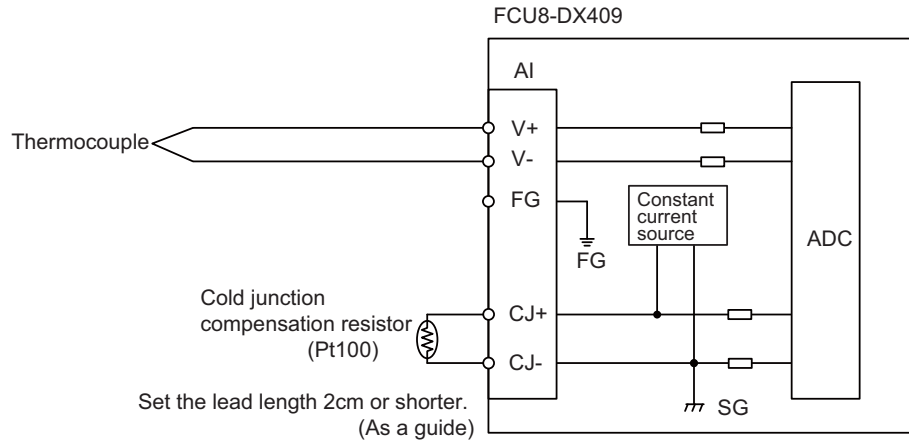 FCU8-DX409
AI
Thermocouple
V+
V-
FG
FG
Constant
current
source
ADC
Cold junction
compensation resistor
(Pt100)
CJ+
CJ-
SG
Set the lead length 2cm or shorter.
(As a guide)